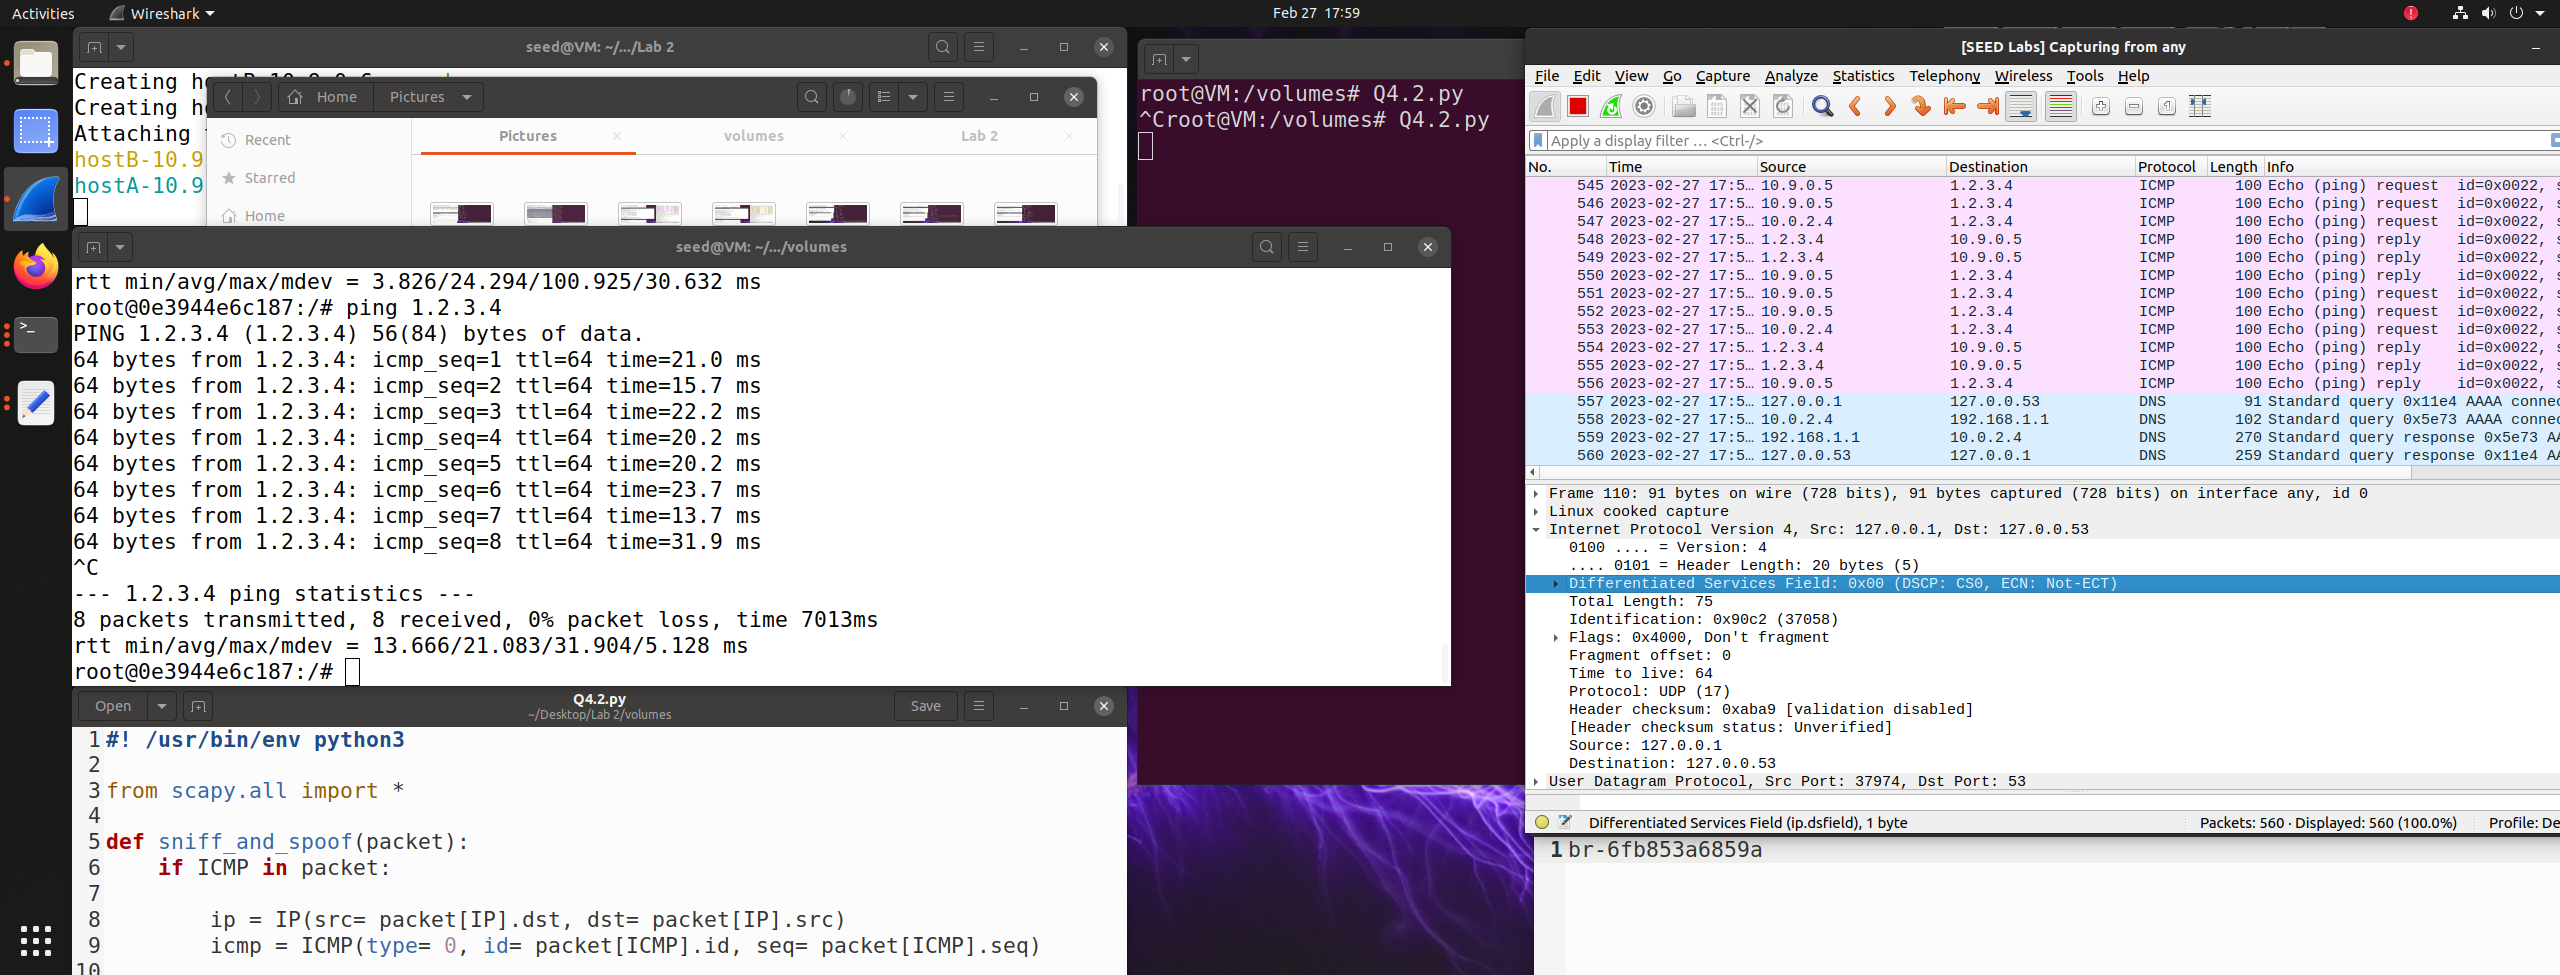 Activities
Wireshark
Feb 27 17:59
seed@VM: ~/.../Lab 2
Attaching
hostB-10.9
hostA-10.9
Home
Pictures
Recent
Starred
Home
Pictures
volumes
Lab 2
seed@VM: ~/.../volumes
rtt min/avg/max/mdev = 3.826/24.294/100.925/30.632 ms
root@0e3944e6c187:/# ping 1.2.3.4
PING 1.2.3.4 (1.2.3.4) 56(84) bytes of data.
64 bytes from 1.2.3.4: icmp_seq=1 ttl=64 time=21.0 ms
64 bytes from 1.2.3.4: icmp_seq=2 ttl=64 time=15.7 ms
64 bytes from 1.2.3.4: icmp_seq=3 ttl=64 time=22.2 ms
64 bytes from 1.2.3.4: icmp_seq=4 ttl=64 time=20.2 ms
64 bytes from 1.2.3.4: icmp_seq=5 ttl=64 time=20.2 ms
64 bytes from 1.2.3.4: icmp_seq=6 ttl=64 time=23.7 ms
64 bytes from 1.2.3.4: icmp_seq=7 ttl=64 time=13.7 ms
64 bytes from 1.2.3.4: icmp_seq=8 ttl=64 time=31.9 ms
^C
--- 1.2.3.4 ping statistics ---
8 packets transmitted, 8 received, 0% packet loss, time 7013ms
rtt min/avg/max/mdev = 13.666/21.083/31.904/5.128 ms
root@0e3944e6c187:/#
Open
Q4.2.py
~/Desktop/Lab 2/volumes
Save
1 #! /usr/bin/env python3
2
3 from scapy.all import *
4
5 def sniff_and_spoof(packet):
6 if ICMP in packet:
7
8 ip = IP(src= packet[IP].dst, dst= packet[IP].src)
9 icmp = ICMP(type= 0, id= packet[ICMP].id, seq= packet[ICMP].seq)
10
root@VM:/volumes# Q4.2.py
^Croot@VM:/volumes# Q4.2.py
[SEED Labs] Capturing from any
File Edit View Go Capture Analyze Statistics Telephony Wireless Tools Help
Apply a display filter … <Ctrl-/>
No. Time Source Destination Protocol Length Info
545 2023-02-27 17:5… 10.9.0.5 1.2.3.4 ICMP 100 Echo (ping) request id=0x0022, s
546 2023-02-27 17:5… 10.9.0.5 1.2.3.4 ICMP 100 Echo (ping) request id=0x0022, s
547 2023-02-27 17:5… 10.0.2.4 1.2.3.4 ICMP 100 Echo (ping) request id=0x0022, s
548 2023-02-27 17:5… 1.2.3.4 10.9.0.5 ICMP 100 Echo (ping) reply id=0x0022, s
549 2023-02-27 17:5… 1.2.3.4 10.9.0.5 ICMP 100 Echo (ping) reply id=0x0022, s
550 2023-02-27 17:5… 10.9.0.5 1.2.3.4 ICMP 100 Echo (ping) request id=0x0022, s
551 2023-02-27 17:5… 10.9.0.5 1.2.3.4 ICMP 100 Echo (ping) request id=0x0022, s
552 2023-02-27 17:5… 10.9.0.5 1.2.3.4 ICMP 100 Echo (ping) request id=0x0022, s
553 2023-02-27 17:5… 10.0.2.4 1.2.3.4 ICMP 100 Echo (ping) request id=0x0022, s
554 2023-02-27 17:5… 1.2.3.4 10.9.0.5 ICMP 100 Echo (ping) reply id=0x0022, s
555 2023-02-27 17:5… 1.2.3.4 10.9.0.5 ICMP 100 Echo (ping) reply id=0x0022, s
556 2023-02-27 17:5… 10.9.0.5 1.2.3.4 ICMP 100 Echo (ping) reply id=0x0022, s
557 2023-02-27 17:5… 127.0.0.1 127.0.0.53 DNS 91 Standard query 0x11e4 AAAA connec
558 2023-02-27 17:5… 10.0.2.4 192.168.1.1 DNS 102 Standard query 0x5e73 AAAA connec
559 2023-02-27 17:5… 192.168.1.1 10.0.2.4 DNS 270 Standard query response 0x5e73 AA
560 2023-02-27 17:5… 127.0.0.53 127.0.0.1 DNS 259 Standard query response 0x11e4 AA
Frame 110: 91 bytes on wire (728 bits), 91 bytes captured (728 bits) on interface any, id 0
Linux cooked capture
Internet Protocol Version 4, Src: 127.0.0.1, Dst: 127.0.0.53
0100 .... = Version: 4
.... 0101 = Header Length: 20 bytes (5)
Differentiated Services Field: 0x00 (DSCP: CS0, ECN: Not-ECT)
Total Length: 75
Identification: 0x90c2 (37058)
Flags: 0x4000, Don't fragment
Fragment offset: 0
Time to live: 64
Protocol: UDP (17)
Header checksum: 0xaba9 [validation disabled]
[Header checksum status: Unverified]
Source: 127.0.0.1
Destination: 127.0.0.53
User Datagram Protocol, Src Port: 37974, Dst Port: 53
Differentiated Services Field (ip.dsfield), 1 byte
Packets: 560 · Displayed: 560 (100.0%)
Profile: De
1 br-6fb853a6859a